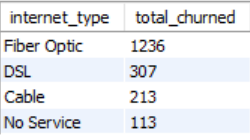 internet_type total_churned
Fiber Optic 1236
DSL 307
Cable 213
No Service 113